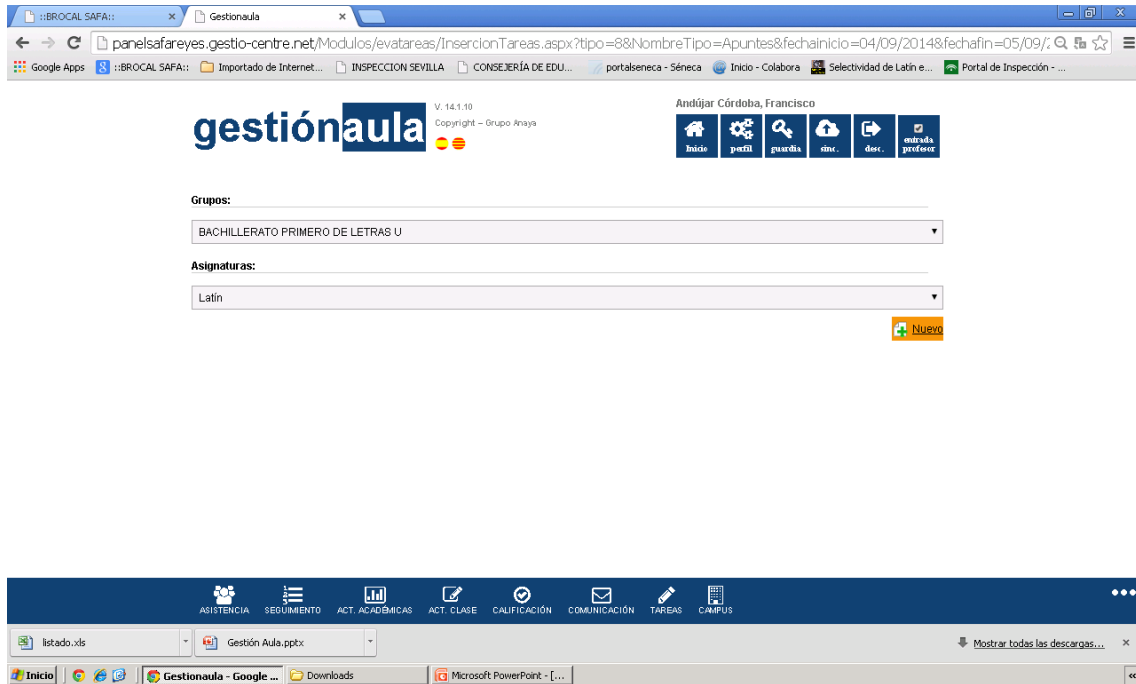 ::BROCAL SAFA::
Gestionaula
panelsafareyes.gestio-centre.net/Modulos/evatareas/InsercionTareas.aspx?tipo=8&NombreTIpo=Apuntes&fechainicio=04/09/2014&fechafin=05/09/2
Google Apps
::BROCAL SAFA::
Importado de Internet...
INSPECCION SEVILLA
CONSEJERÍA DE EDU...
portalseneca - Séneca
Inicio - Colabora
Selectividad de Latín e...
Portal de Inspección - ...
gestiónaula
V. 14.1.10
Copyright – Grupo Anaya
Andújar Córdoba, Francisco
Inicio
perfil
guardia
sinc.
desc.
entrada
profesor
Grupos:
BACHILLERATO PRIMERO DE LETRAS U
Asignaturas:
Latín
Nuevo
ASISTENCIA
SEGUIMIENTO
ACT. ACADÉMICAS
ACT. CLASE
CALIFICACIÓN
COMUNICACIÓN
TAREAS
CAMPUS
listado.xls
Gestión Aula.pptx
Mostrar todas las descargas...
Inicio
Gestionaula - Google ...
Downloads
Microsoft PowerPoint - [...